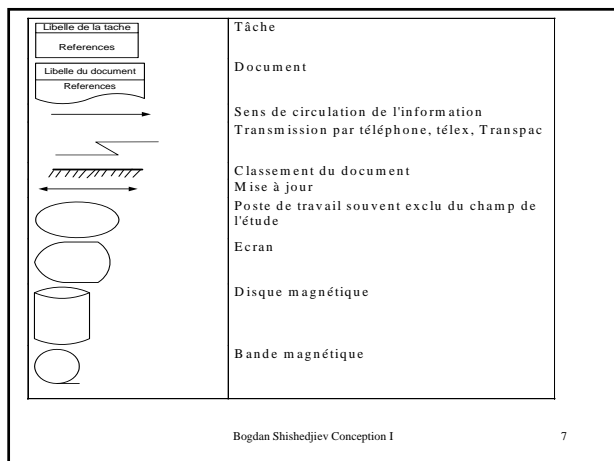 Libelle de la tache
Tâche
References
Libelle du document
Document
References
Sens de circulation de l'information
Transmission par téléphone, télex, Transpac
Classement du document
Mise à jour
Poste de travail souvent exclu du champ de
l'étude
Ecran
Disque magnétique
Bande magnétique
Bogdan Shishedjiev Conception I
7